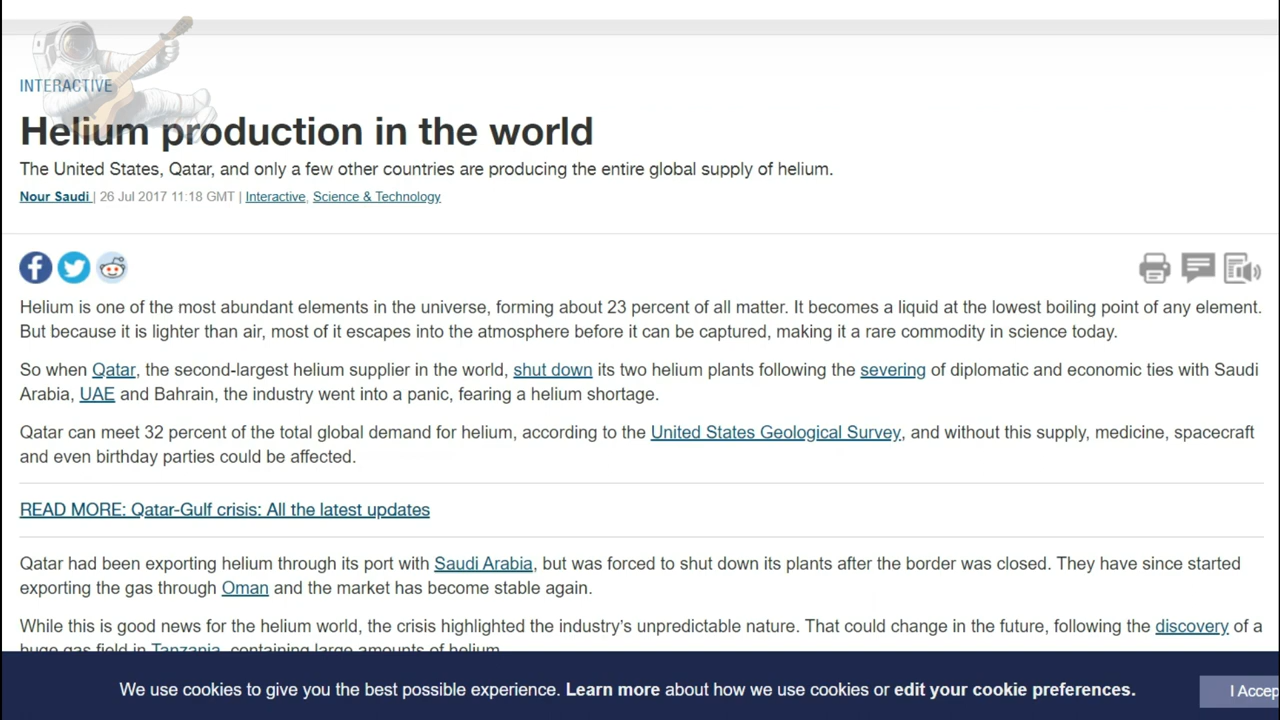 INTERACTIVE
Helium production in the world
The United States, Qatar, and only a few other countries are producing the entire global supply of helium.
Nour Saudi | 26 Jul 2017 11:18 GMT | Interactive, Science & Technology
Helium is one of the most abundant elements in the universe, forming about 23 percent of all matter. It becomes a liquid at the lowest boiling point of any element.
But because it is lighter than air, most of it escapes into the atmosphere before it can be captured, making it a rare commodity in science today.
So when Qatar, the second-largest helium supplier in the world, shut down its two helium plants following the severing of diplomatic and economic ties with Saudi
Arabia, UAE and Bahrain, the industry went into a panic, fearing a helium shortage.
Qatar can meet 32 percent of the total global demand for helium, according to the United States Geological Survey, and without this supply, medicine, spacecraft
and even birthday parties could be affected.
READ MORE: Qatar-Gulf crisis: All the latest updates
Qatar had been exporting helium through its port with Saudi Arabia, but was forced to shut down its plants after the border was closed. They have since started
exporting the gas through Oman and the market has become stable again.
While this is good news for the helium world, the crisis highlighted the industry's unpredictable nature. That could change in the future, following the discovery of a
huge gas field in Tanzania, containing large amounts of helium.
We use cookies to give you the best possible experience. Learn more about how we use cookies or edit your cookie preferences.
I Accep